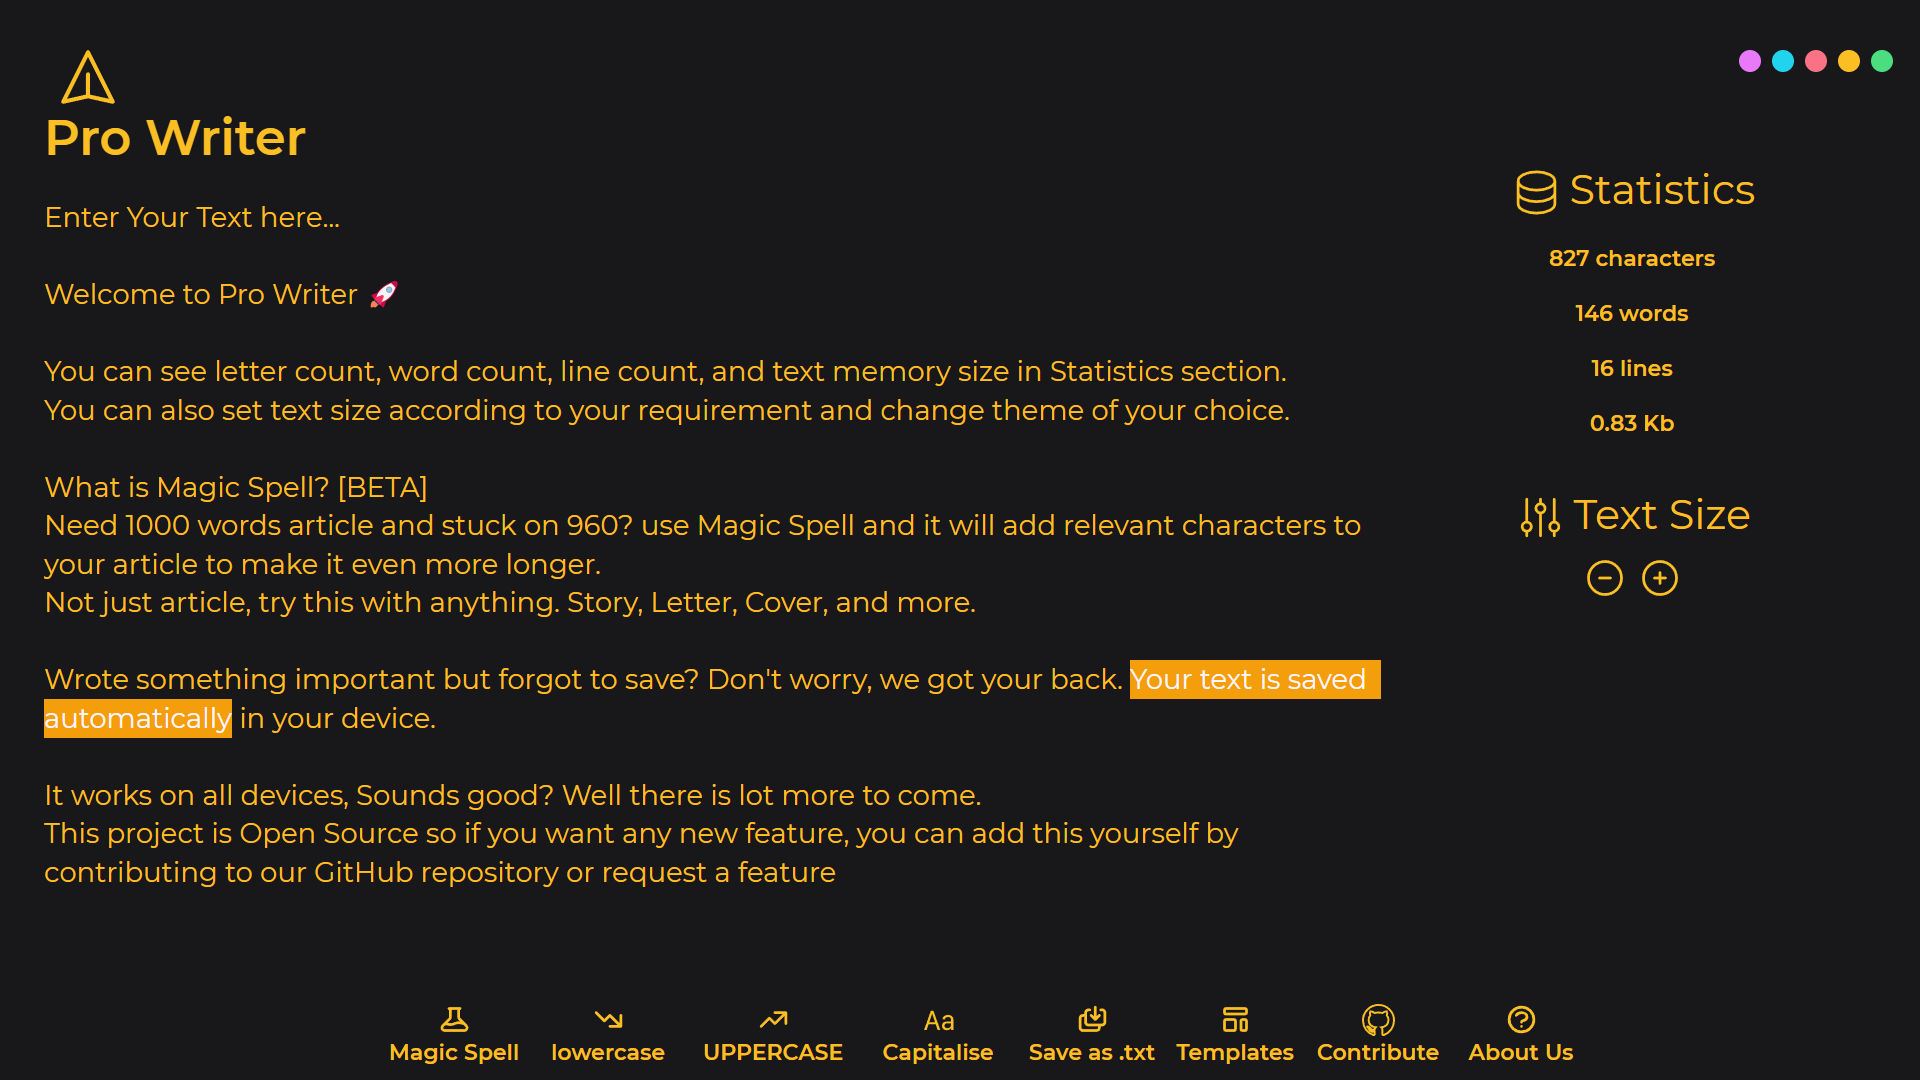 Pro Writer
Enter Your Text here...
Welcome to Pro Writer 🚀
You can see letter count, word count, line count, and text memory size in Statistics section.
You can also set text size according to your requirement and change theme of your choice.
What is Magic Spell? [BETA]
Need 1000 words article and stuck on 960? use Magic Spell and it will add relevant characters to
your article to make it even more longer.
Not just article, try this with anything. Story, Letter, Cover, and more.
Wrote something important but forgot to save? Don't worry, we got your back. Your text is saved
automatically in your device.
It works on all devices, Sounds good? Well there is lot more to come.
This project is Open Source so if you want any new feature, you can add this yourself by
contributing to our GitHub repository or request a feature
Statistics
827 characters
146 words
16 lines
0.83 Kb
Text Size
Magic Spell
lowercase
UPPERCASE
Aa
Capitalise
Save as .txt
Templates
Contribute
About Us